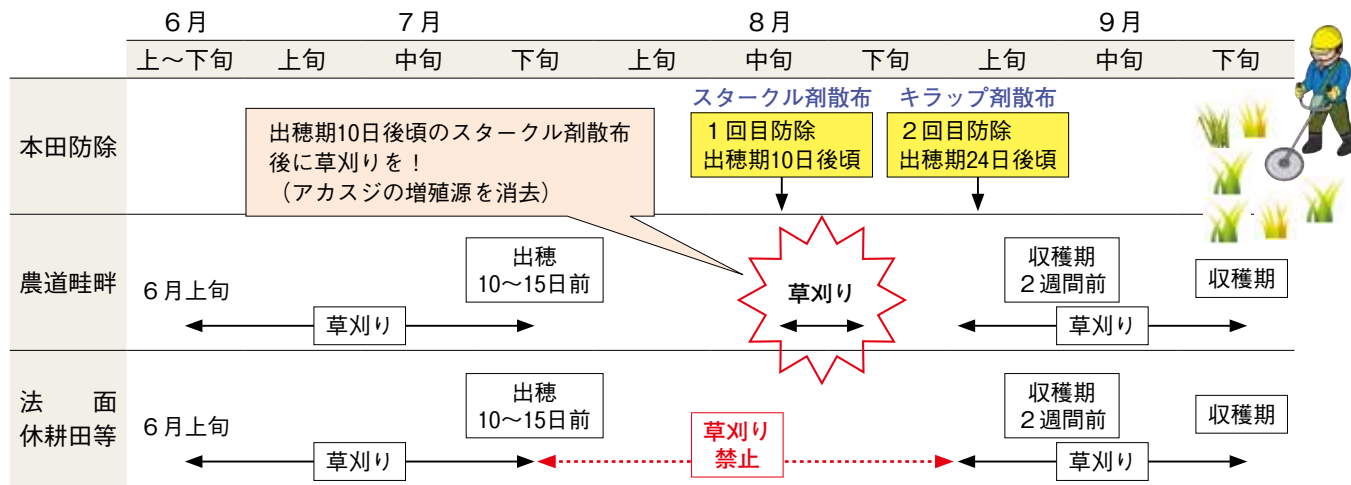 ６月
７月
８月
９月
上～下旬
上旬
中旬
下旬
上旬
中旬
下旬
上旬
中旬
下旬
本田防除
出穂期10日後頃のスタークル剤散布
後に草刈りを！
（アカスジの増殖源を消去）
スタークル剤散布
１回目防除
出穂期10日後頃
キラップ剤散布
２回目防除
出穂期24日後頃
農道畦畔
６月上旬
草刈り
出穂
10～15日前
草刈り
収穫期
２週間前
草刈り
収穫期
法　面
休耕田等
６月上旬
草刈り
出穂
10～15日前
草刈り
禁止
収穫期
２週間前
草刈り
収穫期